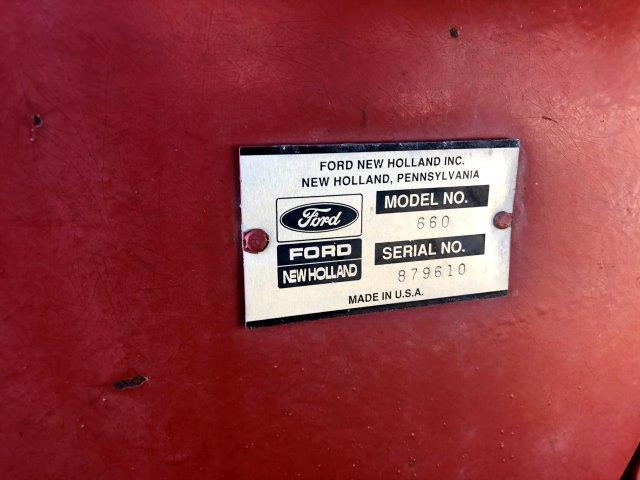 FORD NEW HOLLAND INC.
NEW HOLLAND, PENNSYLVANIA
Ford
FORD
NEW HOLLAND
MODEL NO.
660
SERIAL NO.
879610
MADE IN U.S.A.